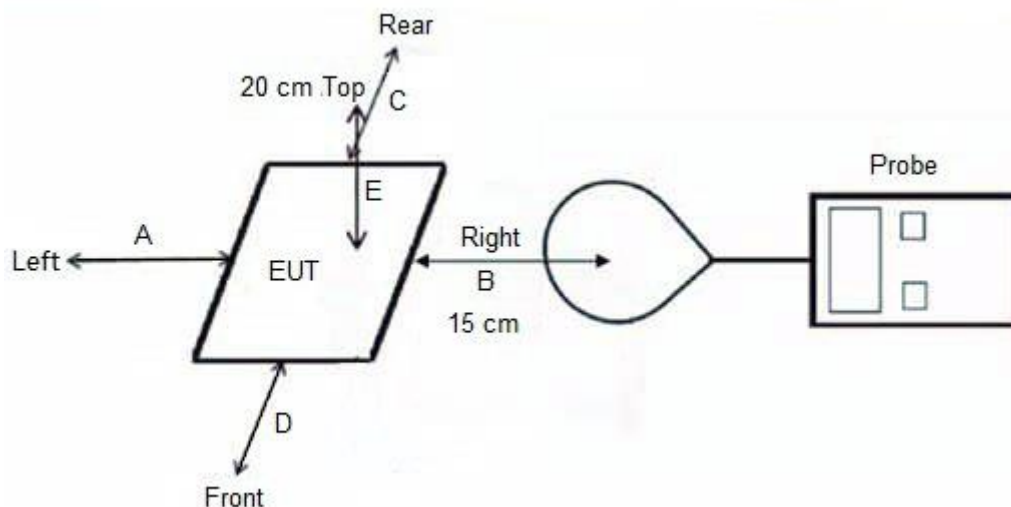 Rear
20 cm .Top
C
Probe
E
A
Right
Left
EUT
B
15 cm
D
Front